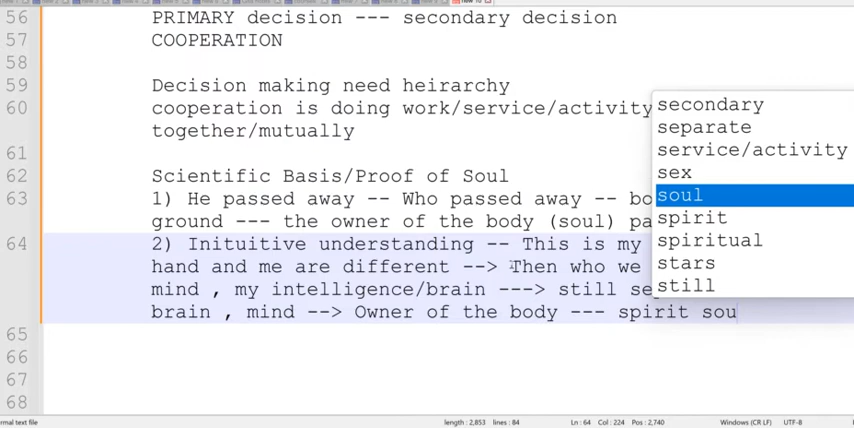 56 PRIMARY decision --- secondary decision
57 COOPERATION
58
59 Decision making need heirarchy
60 cooperation is doing work/service/activity
together/mutually
61
62 Scientific Basis/Proof of Soul
63 1) He passed away -- Who passed away -- bo
ground --- the owner of the body (soul) pa
64 2) Inituitive understanding -- This is my
hand and me are different --> Then who we
mind , my intelligence/brain ---> still se
brain , mind --> Owner of the body --- spirit sou
65
66
67
68
secondary
separate
service/activity
sex
soul
spirit
spiritual
stars
still
rmal text file length : 2,853 lines : 84 Ln : 64 Col : 224 Pos : 2,740 Windows (CR LF) UTF-8